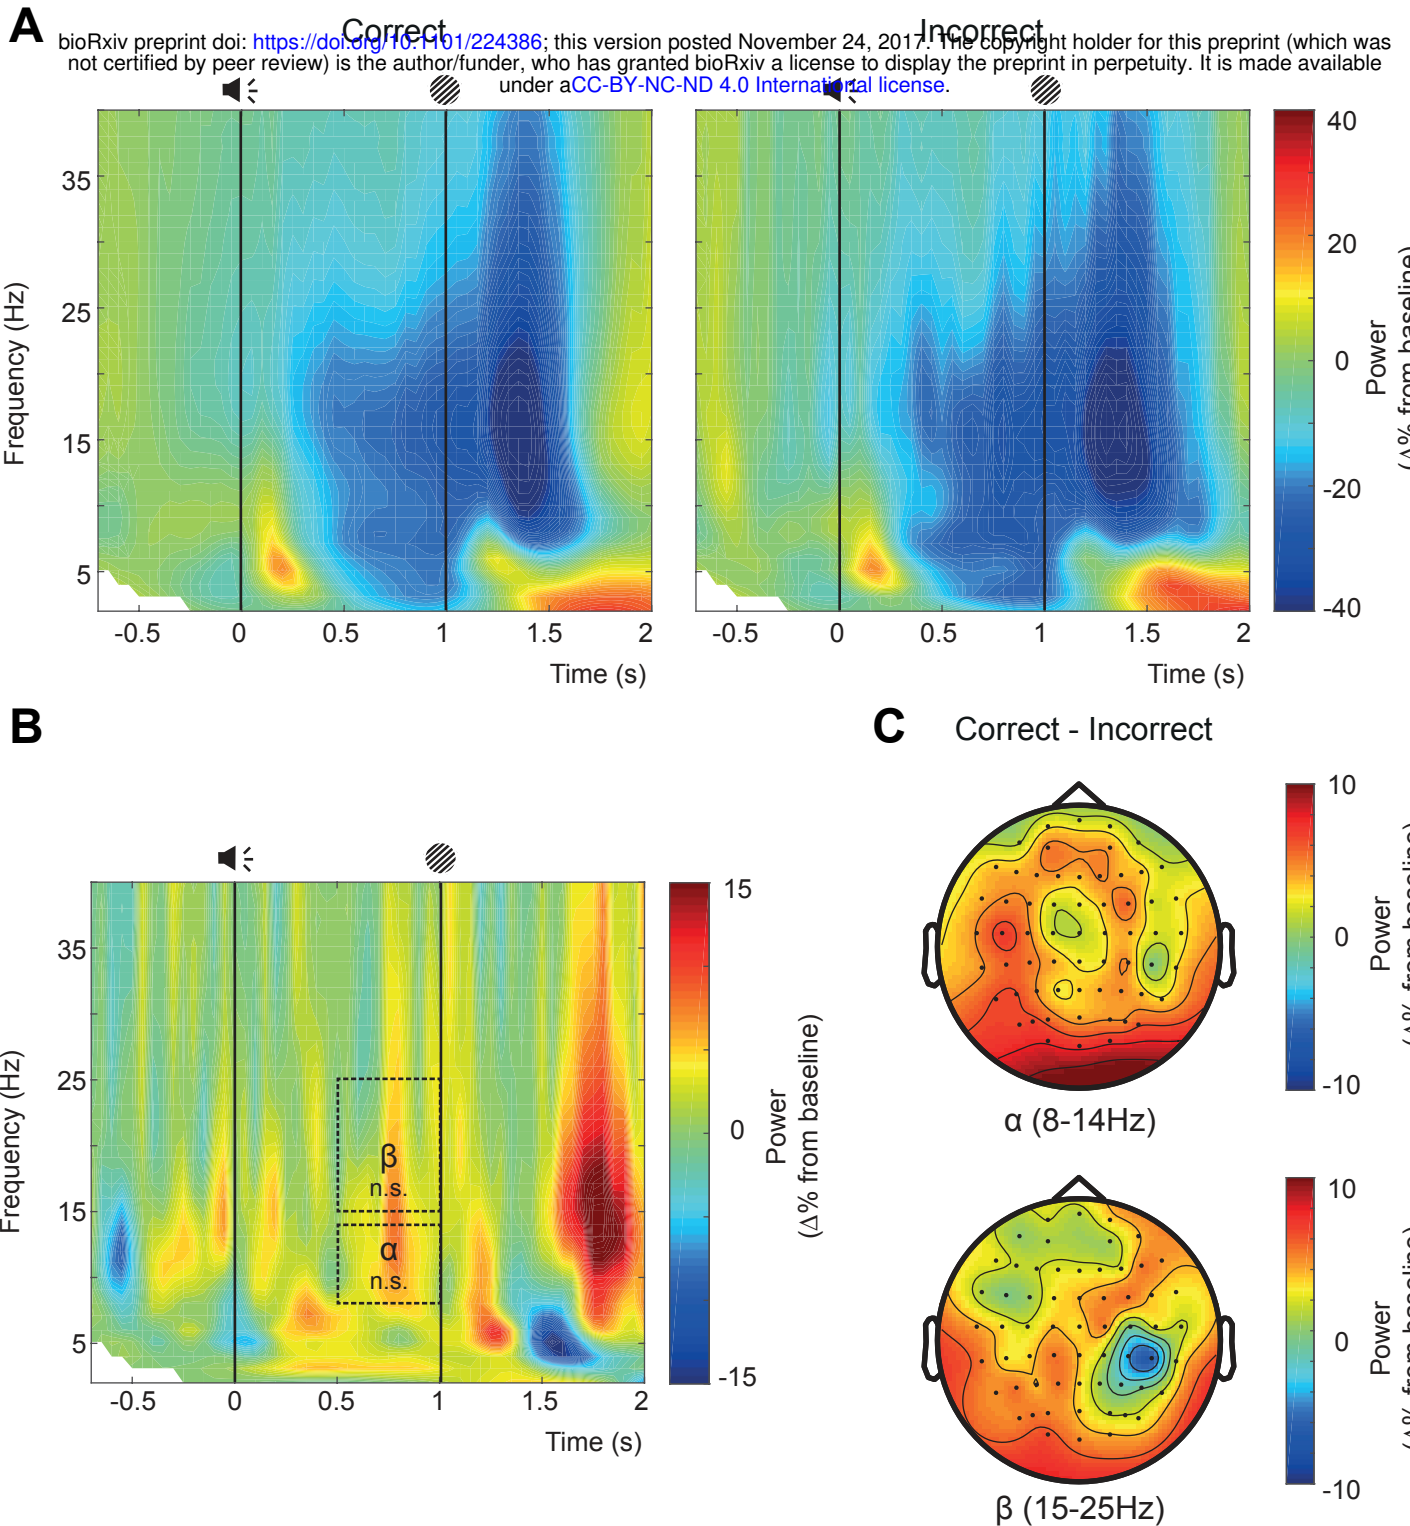 A
Correct
Incorrect
bioRxiv preprint doi: https://doi.org/10.1101/224386; this version posted November 24, 2017. The copyright holder for this preprint (which was
not certified by peer review) is the author/funder, who has granted bioRxiv a license to display the preprint in perpetuity. It is made available
under aCC-BY-NC-ND 4.0 International license.
Frequency (Hz)
35
25
15
5
-0.5 0 0.5 1 1.5 2
Time (s)
-0.5 0 0.5 1 1.5 2
Time (s)
40
20
0
-20
-40
Power
(Δ% from baseline)
B
Frequency (Hz)
35
25
15
5
β
n.s.
α
n.s.
-0.5 0 0.5 1 1.5 2
Time (s)
15
0
-15
Power
(Δ% from baseline)
C
Correct - Incorrect
10
0
-10
Power
(Δ% from baseline)
α (8-14Hz)
10
0
-10
Power
(Δ% from baseline)
β (15-25Hz)